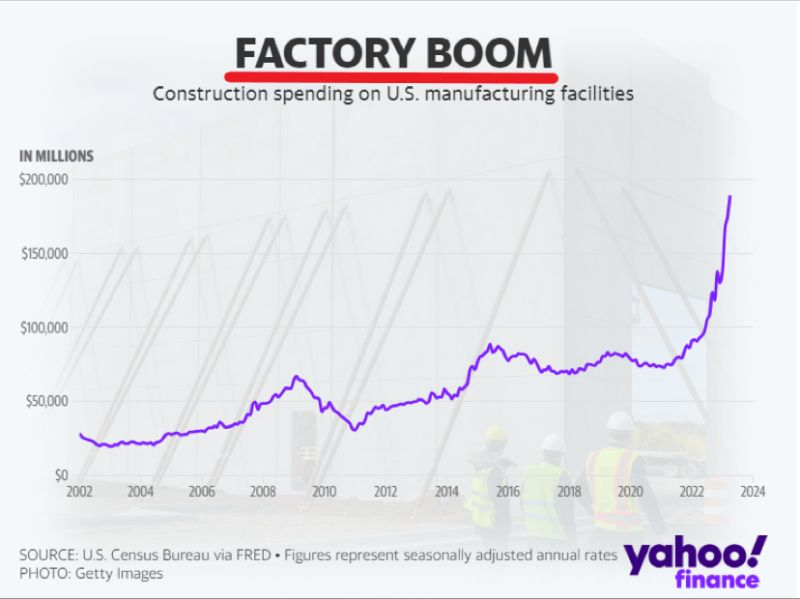 FACTORY BOOM
Construction spending on U.S. manufacturing facilities
IN MILLIONS
$200,000
$150,000
$100,000
$50,000
$0
2002 2004 2006 2008 2010 2012 2014 2016 2018 2020 2022 2024
SOURCE: U.S. Census Bureau via FRED • Figures represent seasonally adjusted annual rates
PHOTO: Getty Images
yahoo!
finance